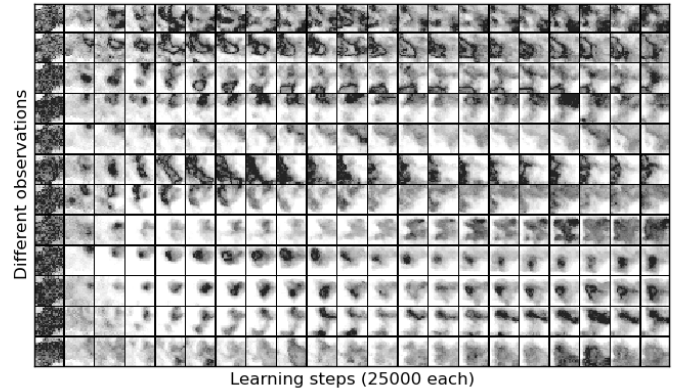 Different observations
Learning steps (25000 each)